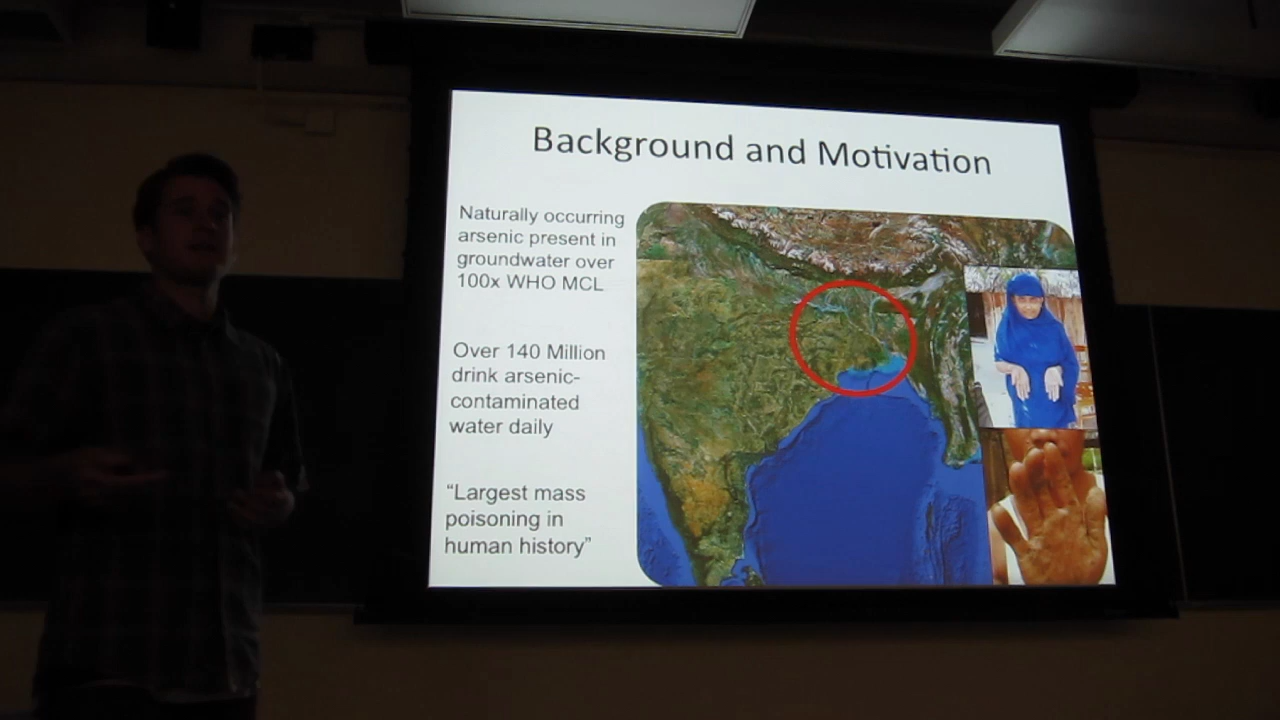 Background and Motivation
Naturally occurring
arsenic present in
groundwater over
100x WHO MCL
Over 140 Million
drink arsenic-
contaminated
water daily
“Largest mass
poisoning in
human history”